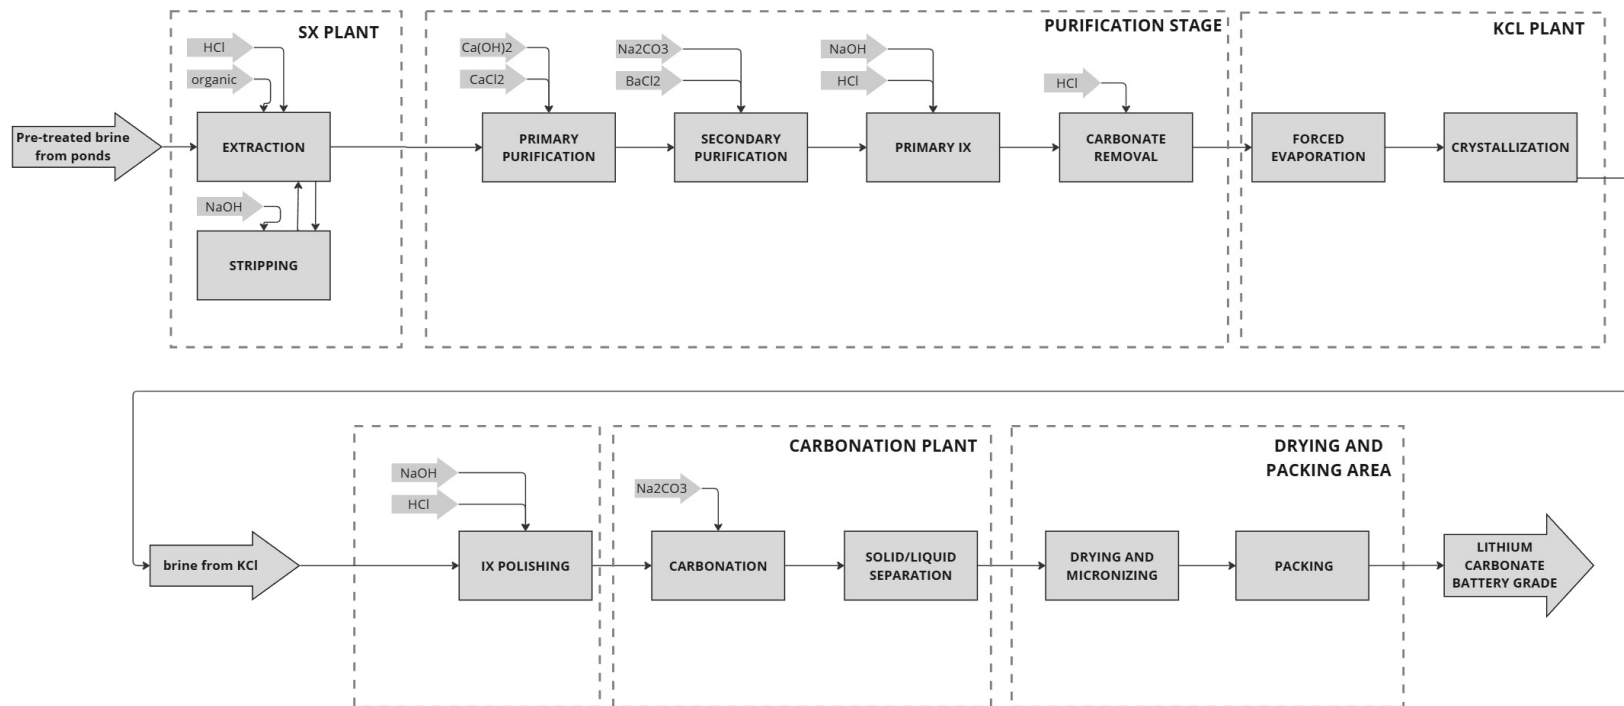 SX PLANT
HCl
organic
Pre-treated brine
from ponds
EXTRACTION
NaOH
STRIPPING
PURIFICATION STAGE
Ca(OH)2
CaCl2
PRIMARY
PURIFICATION
Na2CO3
BaCl2
SECONDARY
PURIFICATION
NaOH
HCl
PRIMARY IX
HCl
CARBONATE
REMOVAL
KCL PLANT
FORCED
EVAPORATION
CRYSTALLIZATION
brine from KCl
NaOH
HCl
IX POLISHING
CARBONATION PLANT
Na2CO3
CARBONATION
SOLID/LIQUID
SEPARATION
DRYING AND
PACKING AREA
DRYING AND
MICRONIZING
PACKING
LITHIUM
CARBONATE
BATTERY GRADE